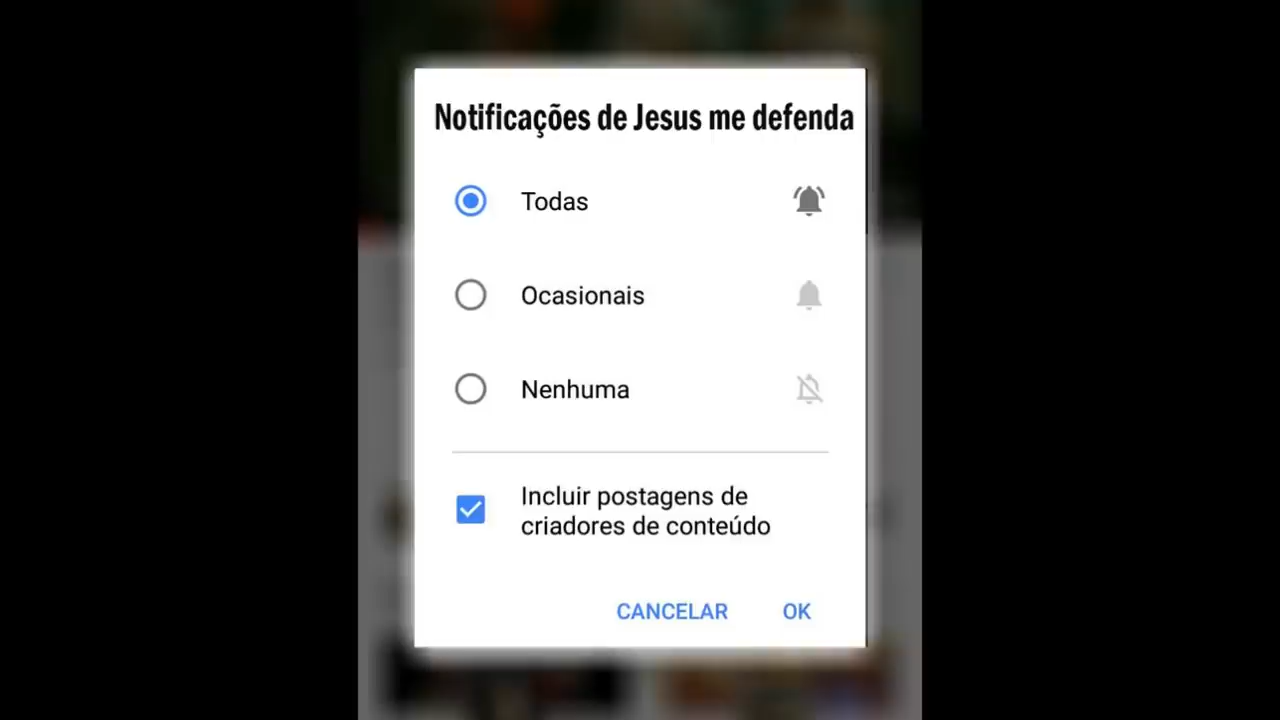 Notificações de Jesus me defenda
Todas
Ocasionais
Nenhuma
Incluir postagens de
criadores de conteúdo
CANCELAR OK